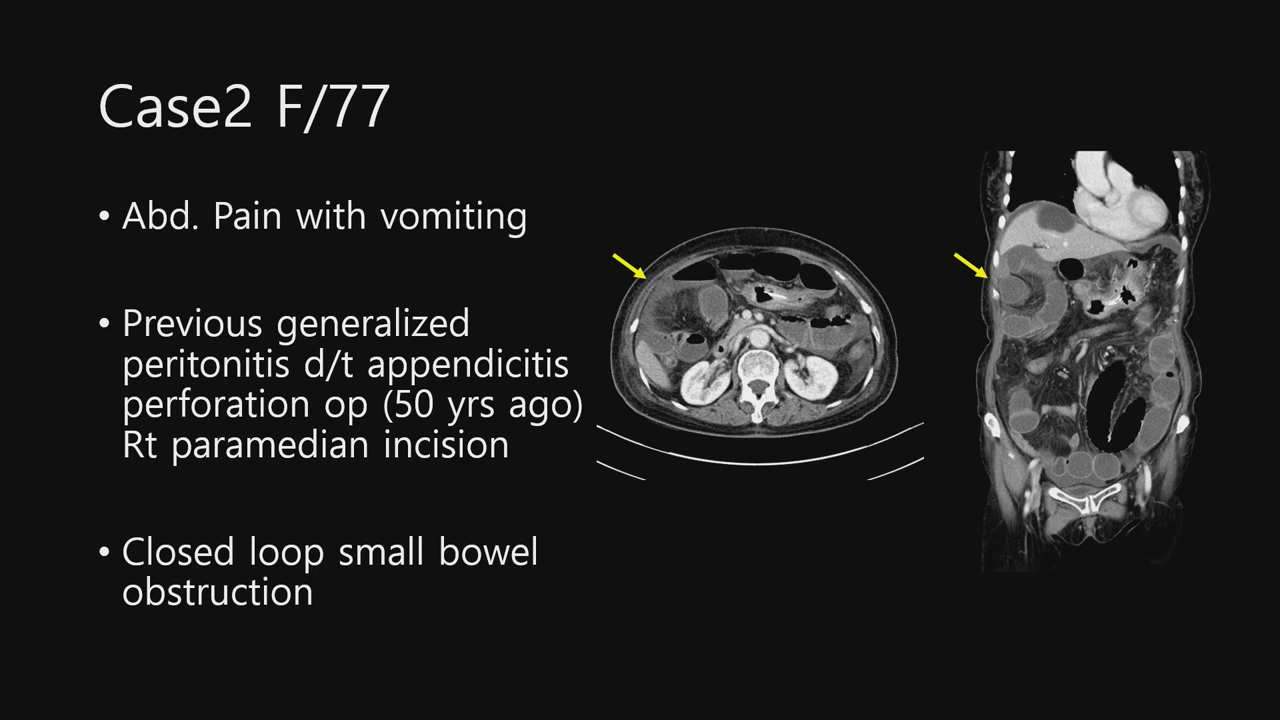 Case2 F/77
• Abd. Pain with vomiting
• Previous generalized
peritonitis d/t appendicitis
perforation op (50 yrs ago)
Rt paramedian incision
• Closed loop small bowel
obstruction